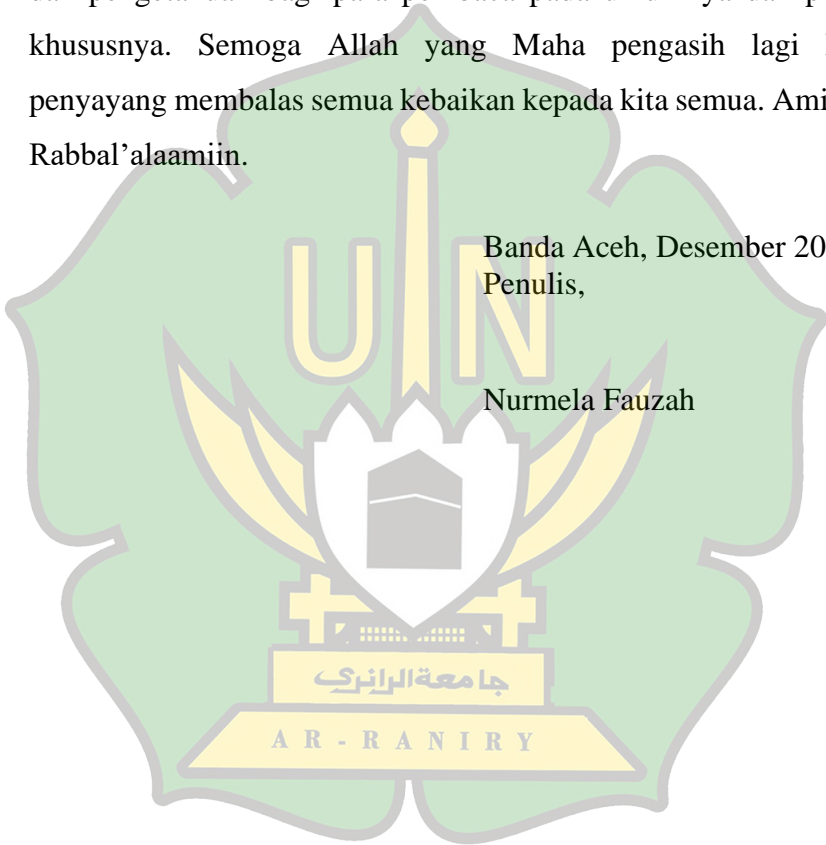 khususnya. Semoga Allah yang Maha pengasih lagi
penyayang membalas semua kebaikan kepada kita semua. Ami
Rabbal’alaamiin.
Banda Aceh, Desember 20
Penulis,
UIN
Nurmela Fauzah
جامعة الرانري
AR-RANIRY